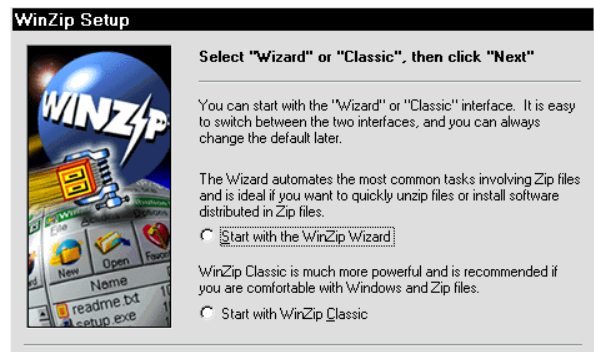 WinZip Setup
Select "Wizard" or "Classic", then click "Next"
WINZIP
You can start with the "Wizard" or "Classic" interface. It is easy
to switch between the two interfaces, and you can always
change the default later.
The Wizard automates the most common tasks involving Zip files
and is ideal if you want to quickly unzip files or install software
distributed in Zip files.
Start with the WinZip Wizard
WinZip Classic is much more powerful and is recommended if
you are comfortable with Windows and Zip files.
Start with WinZip Classic
File
Options
New
Open
Name
readme.txt
setup.exe